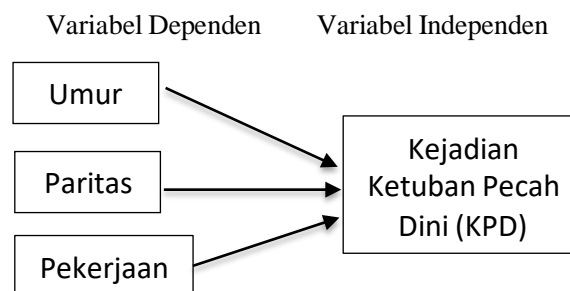 Variabel Dependen Variabel Independen
Umur
Paritas
Pekerjaan
Kejadian
Ketuban Pecah
Dini (KPD)